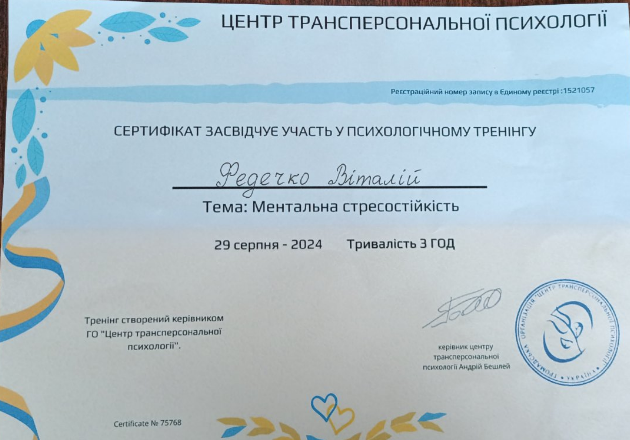 ЦЕНТР ТРАНСПЕРСОНАЛЬНОЇ ПСИХОЛОГІЇ
Реєстраційний номер запису в Єдиному реєстрі :1521057
СЕРТИФІКАТ ЗАСВІДЧУЄ УЧАСТЬ У ПСИХОЛОГІЧНОМУ ТРЕНІНГУ
Федечко Віталій
Тема: Ментальна стресостійкість
29 серпня - 2024 Тривалість 3 ГОД
Тренінг створений керівником
ГО "Центр трансперсональної
психології".
керівник центру
трансперсональної
психології Андрій Бешлей
ГРОМАДСЬКА ОРГАНІЗАЦІЯ "ЦЕНТР ТРАНСПЕРСОНАЛЬНОЇ ПСИХОЛОГІЇ"
УКРАЇНА
Certificate № 75768